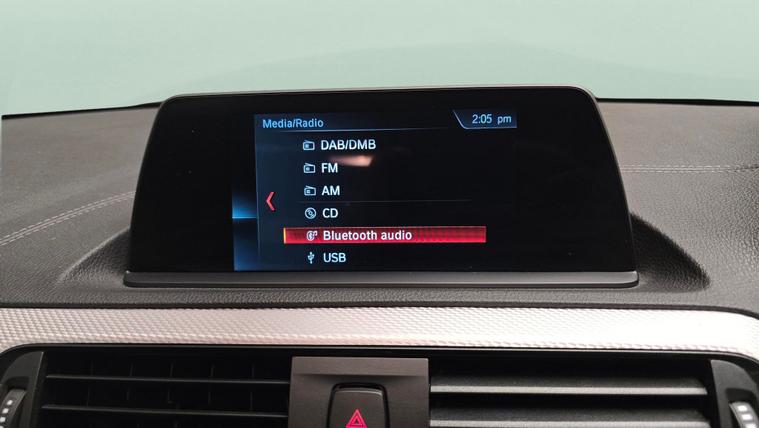 Media/Radio
2:05 pm
DAB/DMB
FM
AM
CD
Bluetooth audio
USB